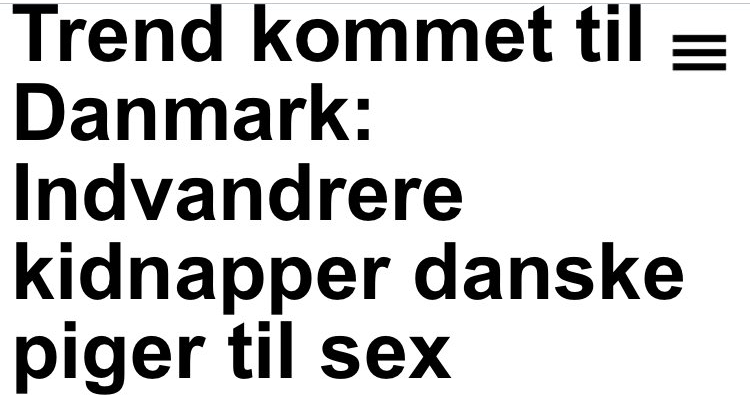 Trend kommet til
Danmark:
Indvandrere
kidnapper danske
piger til sex